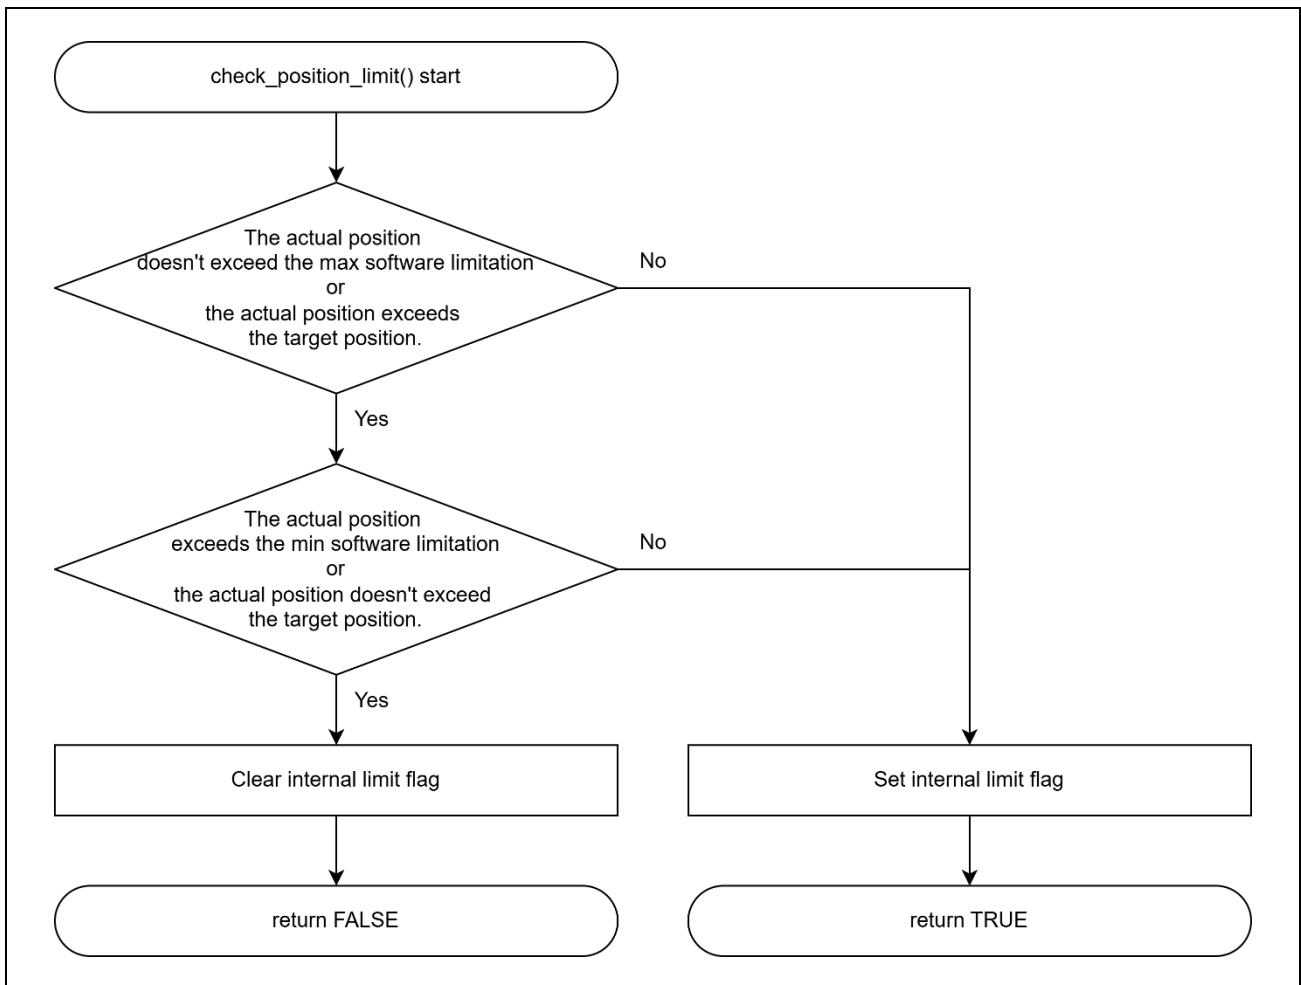 check_position_limit() start
The actual position
doesn't exceed the max software limitation
or
the actual position exceeds
the target position.
No
Yes
The actual position
exceeds the min software limitation
or
the actual position doesn't exceed
the target position.
No
Yes
Clear internal limit flag
Set internal limit flag
return FALSE
return TRUE